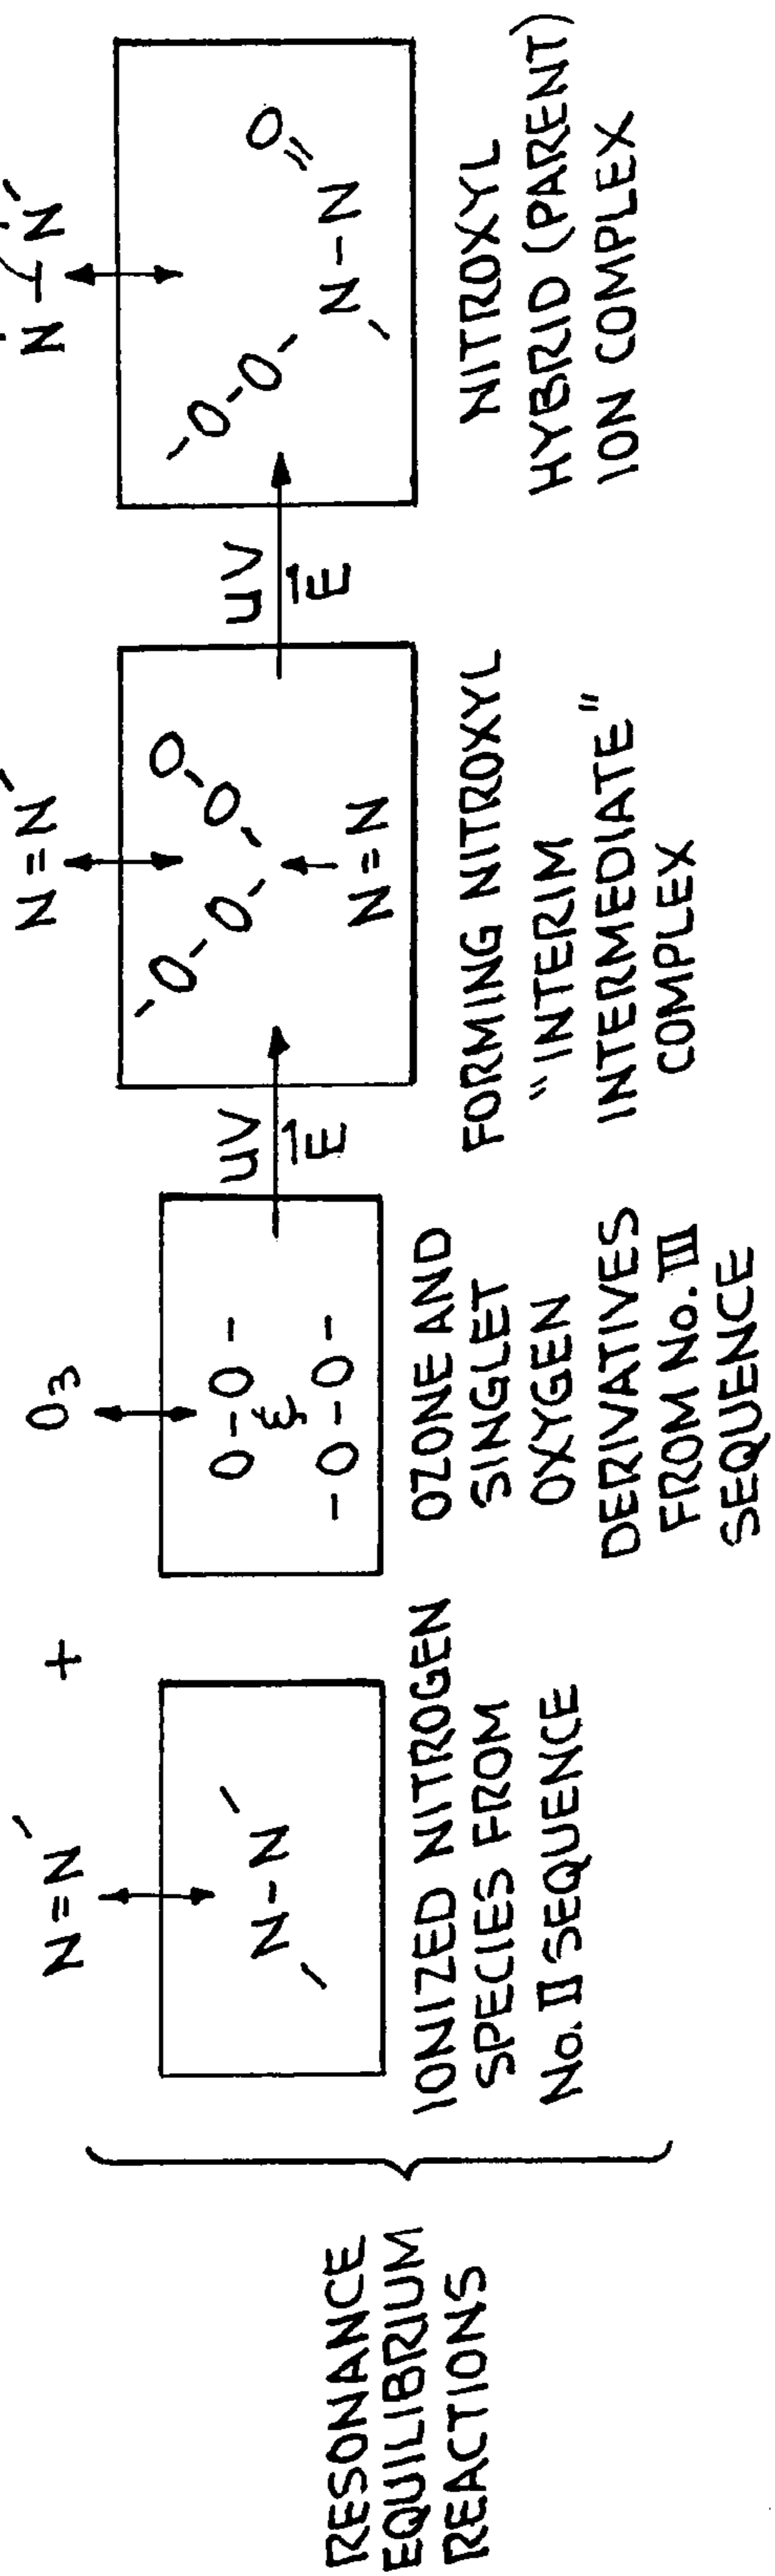 RESONANCE
EQUILIBRIUM
REACTIONS
N=N
+
N-N
IONIZED NITROGEN
SPECIES FROM
No. II SEQUENCE
O3
O-O-
&
-O-O-
OZONE AND
SINGLET
OXYGEN
DERIVATIVES
FROM No. III
SEQUENCE
UV
E
N=N
-O-O- -O-O
N=N
FORMING NITROXYL
"INTERIM
INTERMEDIATE"
COMPLEX
UV
E
N-N
-O-O-
O=
N-N
NITROXYL
HYBRID (PARENT)
ION COMPLEX